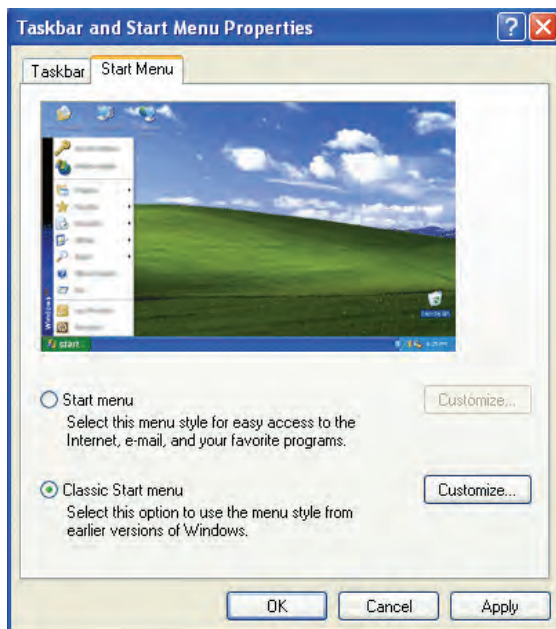 Taskbar and Start Menu Properties
Taskbar
Start Menu
Windows
start
Start menu
Customize...
Select this menu style for easy access to the
Internet, e-mail, and your favorite programs.
Classic Start menu
Customize...
Select this option to use the menu style from
earlier versions of Windows.
OK
Cancel
Apply